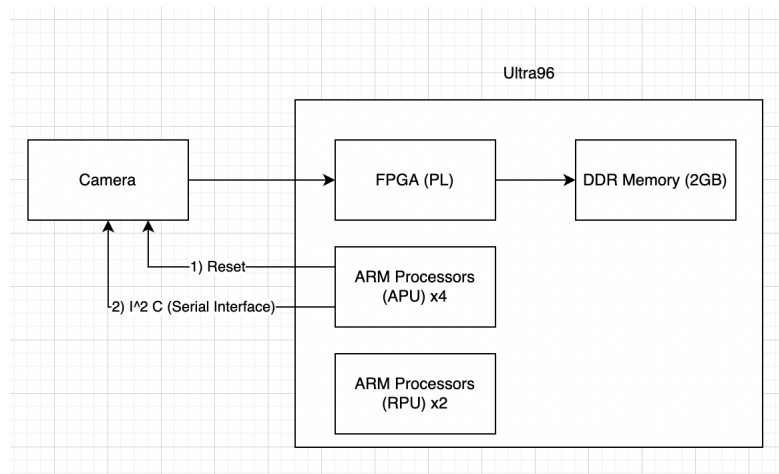 Ultra96
Camera
FPGA (PL)
DDR Memory (2GB)
1) Reset
ARM Processors
(APU) x4
2) I^2 C (Serial Interface)
ARM Processors
(RPU) x2